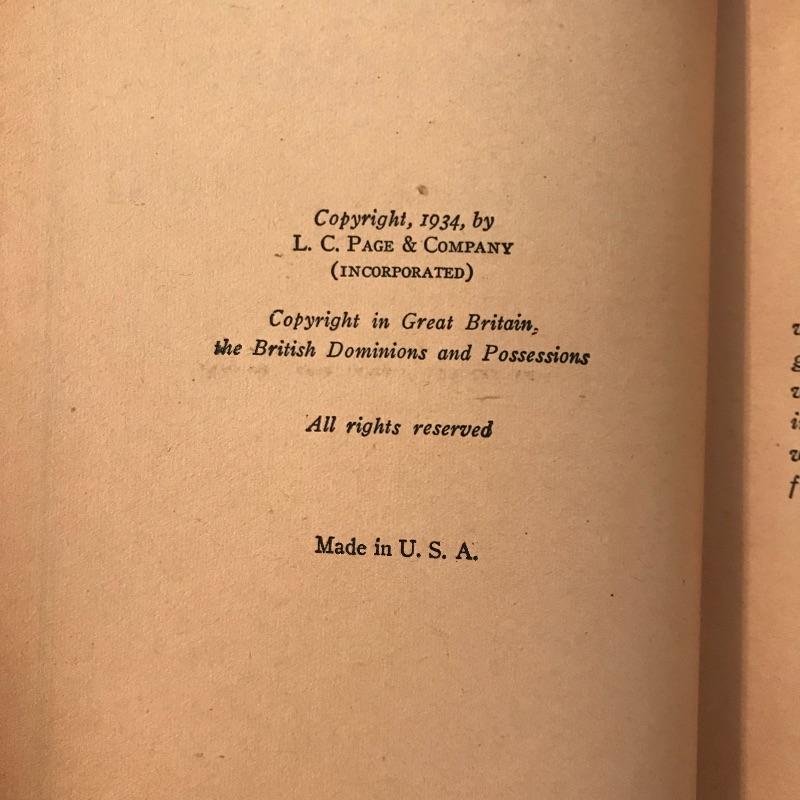 Copyright, 1934, by
L. C. PAGE & COMPANY
(INCORPORATED)
Copyright in Great Britain,
the British Dominions and Possessions
All rights reserved
Made in U. S. A.